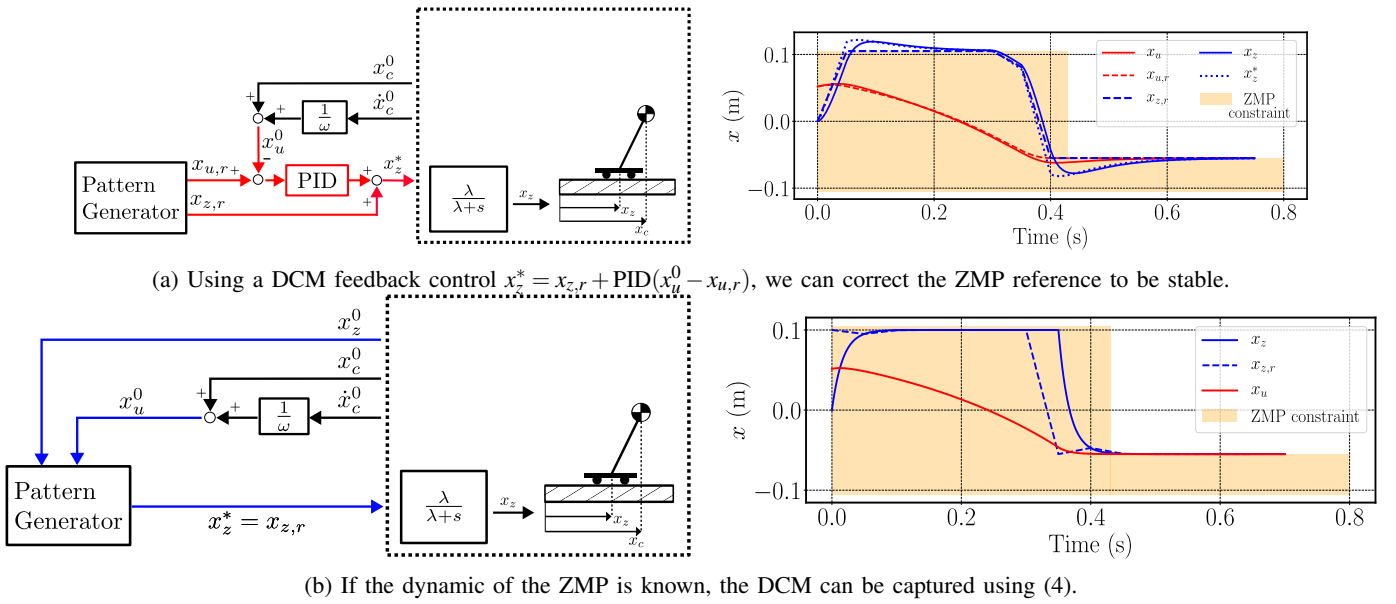 x_c^0
ẋ_c^0
1/ω
+
+
x_u^0
-
x_{u,r} +
x_{z,r}
Pattern
Generator
PID
+
+
x_z^*
λ/(λ+s)
x_z
x_z
x_c
x (m)
0.1
0.0
−0.1
0.0 0.2 0.4 0.6 0.8
Time (s)
x_u
x_{u,r}
x_{z,r}
x_z
x_z^*
ZMP
constraint
(a) Using a DCM feedback control x_z^* = x_{z,r} + PID(x_u^0 − x_{u,r}), we can correct the ZMP reference to be stable.
x_z^0
x_c^0
ẋ_c^0
1/ω
+
+
x_u^0
Pattern
Generator
x_z^* = x_{z,r}
λ/(λ+s)
x_z
x_z
x_c
x (m)
0.1
0.0
−0.1
0.0 0.2 0.4 0.6 0.8
Time (s)
x_z
x_{z,r}
x_u
ZMP constraint
(b) If the dynamic of the ZMP is known, the DCM can be captured using (4).